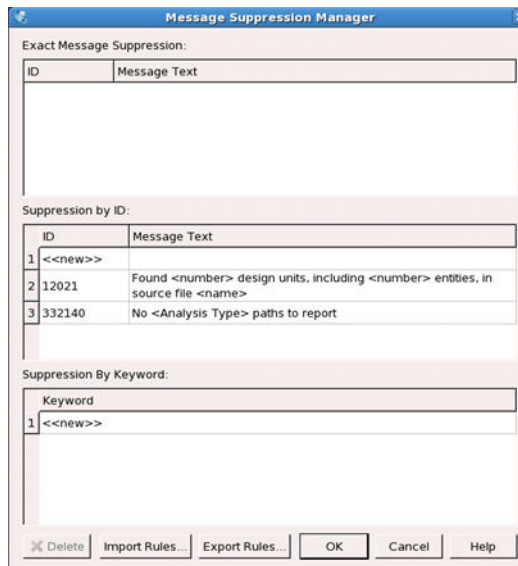 Message Suppression Manager
Exact Message Suppression:
ID Message Text
Suppression by ID:
ID Message Text
1 <<new>>
2 12021 Found <number> design units, including <number> entities, in
source file <name>
3 332140 No <Analysis Type> paths to report
Suppression By Keyword:
Keyword
1 <<new>>
Delete Import Rules... Export Rules... OK Cancel Help